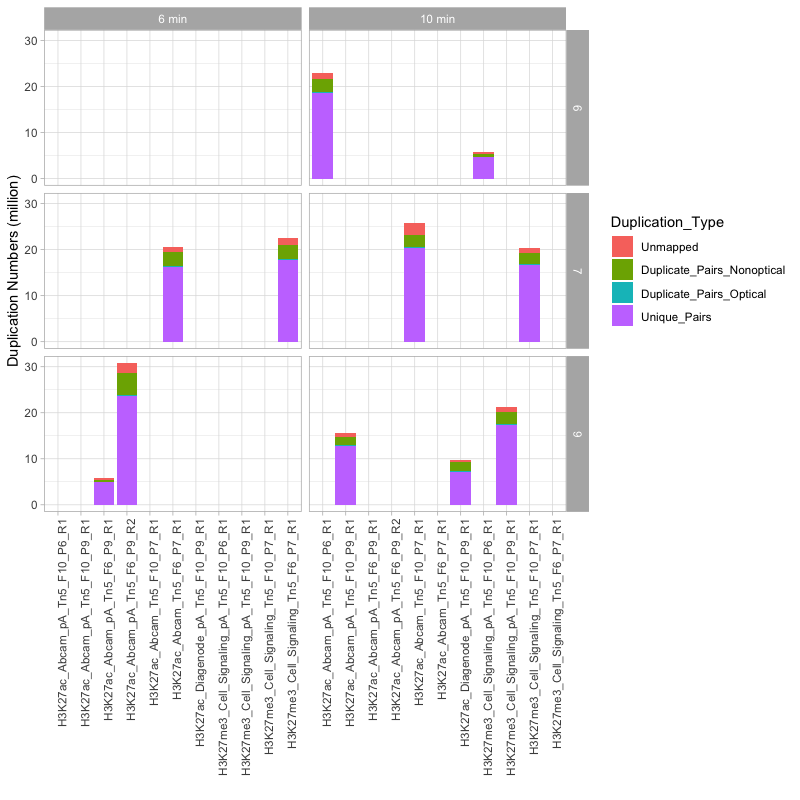 6 min
10 min
30
20
10
0
6
30
20
10
0
7
30
20
10
0
9
Duplication Numbers (million)
H3K27ac_Abcam_pA_Tn5_F10_P6_R1
H3K27ac_Abcam_pA_Tn5_F10_P9_R1
H3K27ac_Abcam_pA_Tn5_F6_P9_R1
H3K27ac_Abcam_pA_Tn5_F6_P9_R2
H3K27ac_Abcam_Tn5_F10_P7_R1
H3K27ac_Abcam_Tn5_F6_P7_R1
H3K27ac_Diagenode_pA_Tn5_F10_P9_R1
H3K27me3_Cell_Signaling_pA_Tn5_F10_P6_R1
H3K27me3_Cell_Signaling_pA_Tn5_F10_P9_R1
H3K27me3_Cell_Signaling_Tn5_F10_P7_R1
H3K27me3_Cell_Signaling_Tn5_F6_P7_R1
H3K27ac_Abcam_pA_Tn5_F10_P6_R1
H3K27ac_Abcam_pA_Tn5_F10_P9_R1
H3K27ac_Abcam_pA_Tn5_F6_P9_R1
H3K27ac_Abcam_pA_Tn5_F6_P9_R2
H3K27ac_Abcam_Tn5_F10_P7_R1
H3K27ac_Abcam_Tn5_F6_P7_R1
H3K27ac_Diagenode_pA_Tn5_F10_P9_R1
H3K27me3_Cell_Signaling_pA_Tn5_F10_P6_R1
H3K27me3_Cell_Signaling_pA_Tn5_F10_P9_R1
H3K27me3_Cell_Signaling_Tn5_F10_P7_R1
H3K27me3_Cell_Signaling_Tn5_F6_P7_R1
Duplication_Type
Unmapped
Duplicate_Pairs_Nonoptical
Duplicate_Pairs_Optical
Unique_Pairs